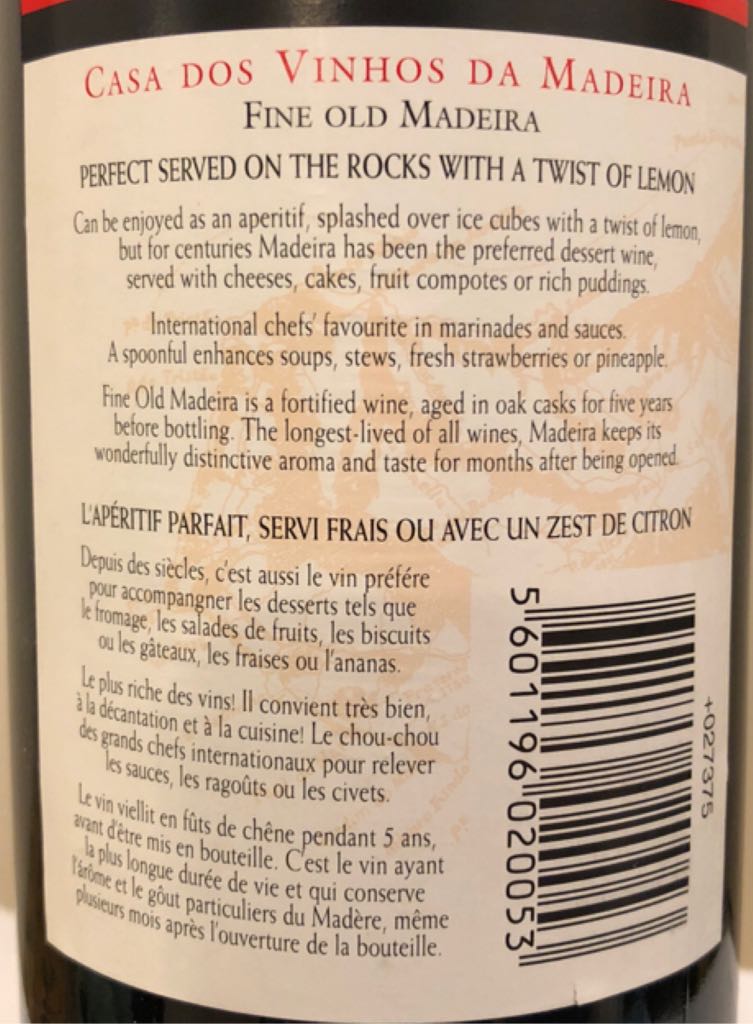 CASA DOS VINHOS DA MADEIRA
FINE OLD MADEIRA
PERFECT SERVED ON THE ROCKS WITH A TWIST OF LEMON
Can be enjoyed as an aperitif, splashed over ice cubes with a twist of lemon,
but for centuries Madeira has been the preferred dessert wine,
served with cheeses, cakes, fruit compotes or rich puddings.
International chefs' favourite in marinades and sauces.
A spoonful enhances soups, stews, fresh strawberries or pineapple.
Fine Old Madeira is a fortified wine, aged in oak casks for five years
before bottling. The longest-lived of all wines, Madeira keeps its
wonderfully distinctive aroma and taste for months after being opened.
L'APÉRITIF PARFAIT, SERVI FRAIS OU AVEC UN ZEST DE CITRON
Depuis des siècles, c'est aussi le vin préfére
pour accompangner les desserts tels que
le fromage, les salades de fruits, les biscuits
ou les gâteaux, les fraises ou l'ananas.
Le plus riche des vins! Il convient très bien,
à la décantation et à la cuisine! Le chou-chou
des grands chefs internationaux pour relever
les sauces, les ragoûts ou les civets.
Le vin viellit en fûts de chêne pendant 5 ans,
avant d'être mis en bouteille. C'est le vin ayant
la plus longue durée de vie et qui conserve
l'árôme et le gôut particuliers du Madère, même
plusieurs mois après l'ouverture de la bouteille.
5 601196 020053
+027375